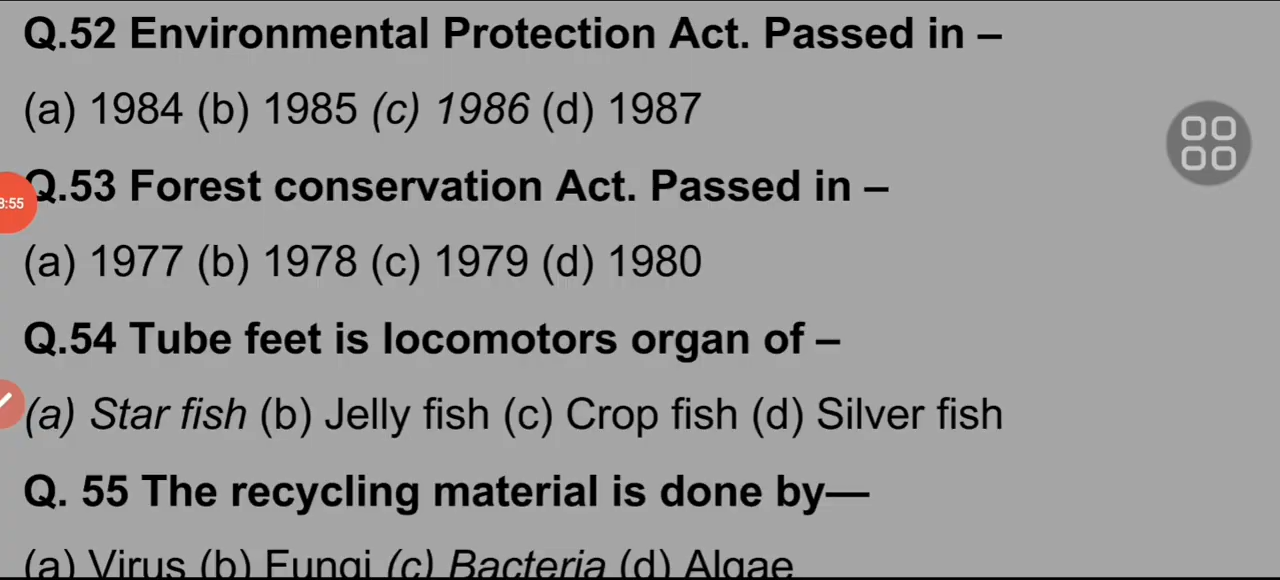 Q.52 Environmental Protection Act. Passed in –
(a) 1984 (b) 1985 (c) 1986 (d) 1987
Q.53 Forest conservation Act. Passed in –
8:55
(a) 1977 (b) 1978 (c) 1979 (d) 1980
Q.54 Tube feet is locomotors organ of –
(a) Star fish (b) Jelly fish (c) Crop fish (d) Silver fish
Q. 55 The recycling material is done by—
(a) Virus (b) Fungi (c) Bacteria (d) Algae